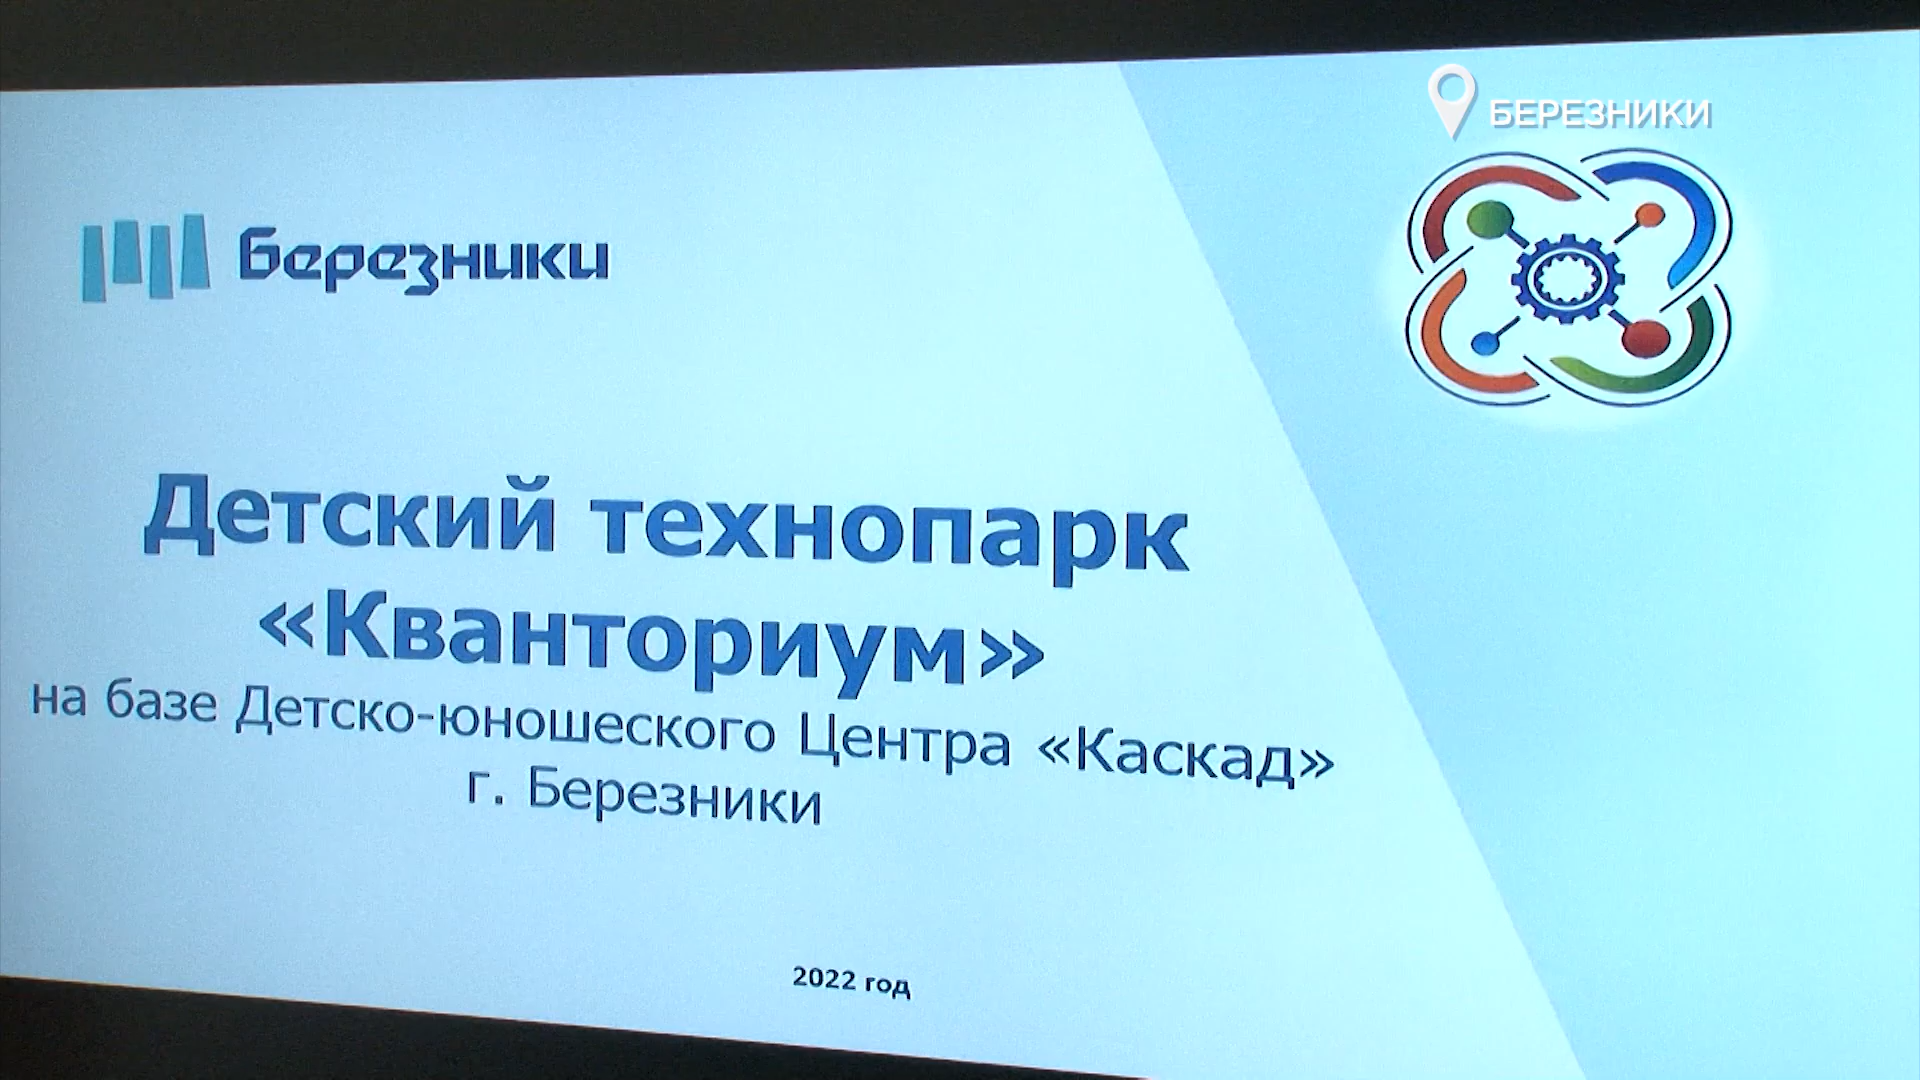 БЕРЕЗНИКИ
березники
Детский технопарк
«Кванториум»
на базе Детско-юношеского Центра «Каскад»
г. Березники
2022 год